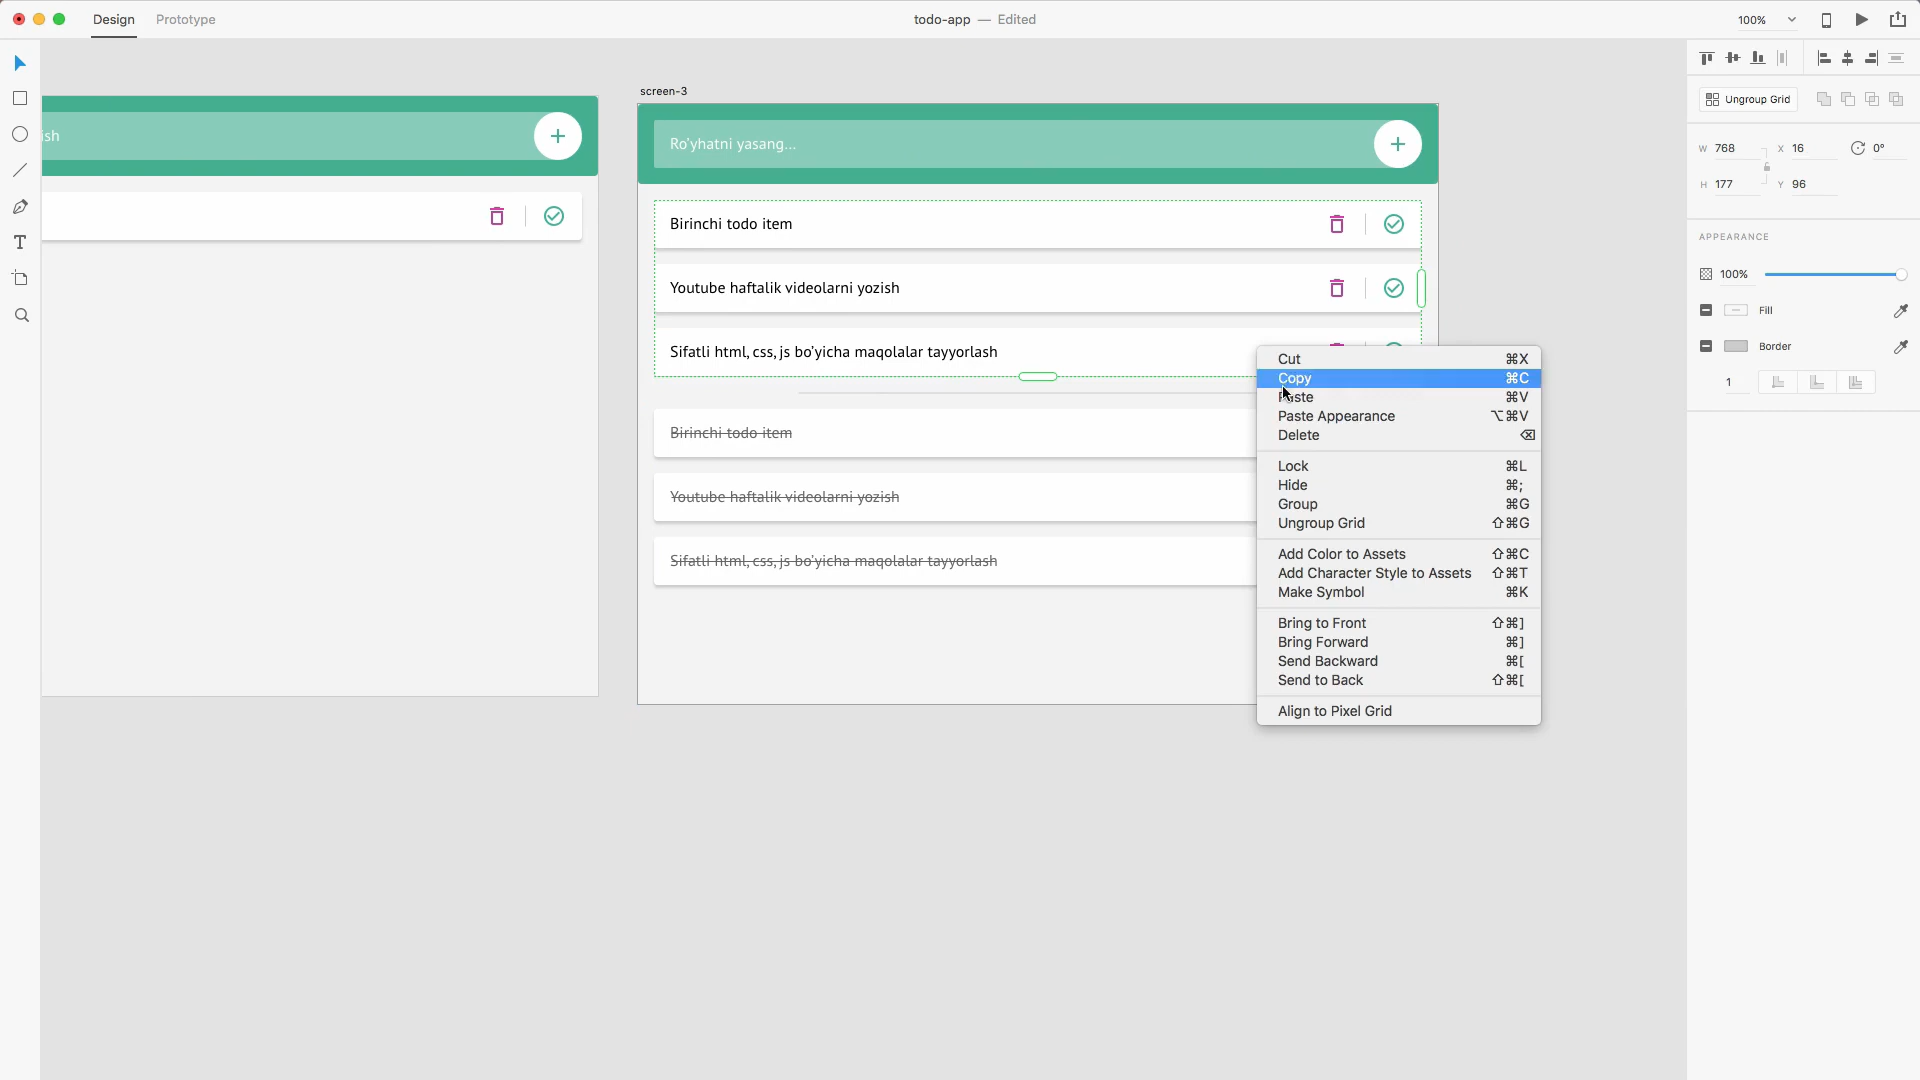 Design Prototype todo-app — Edited 100%
screen-3
ish
Ro'yhatni yasang...
Birinchi todo item
Youtube haftalik videolarni yozish
Sifatli html, css, js bo'yicha maqolalar tayyorlash
Birinchi todo item
Youtube haftalik videolarni yozish
Sifatli html, css, js bo'yicha maqolalar tayyorlash
Cut ⌘X
Copy ⌘C
Paste ⌘V
Paste Appearance ⌥⌘V
Delete ⌫
Lock ⌘L
Hide ⌘;
Group ⌘G
Ungroup Grid ⇧⌘G
Add Color to Assets ⇧⌘C
Add Character Style to Assets ⇧⌘T
Make Symbol ⌘K
Bring to Front ⇧⌘]
Bring Forward ⌘]
Send Backward ⌘[
Send to Back ⇧⌘[
Align to Pixel Grid
Ungroup Grid
W 768 X 16 0°
H 177 Y 96
APPEARANCE
100%
Fill
Border
1